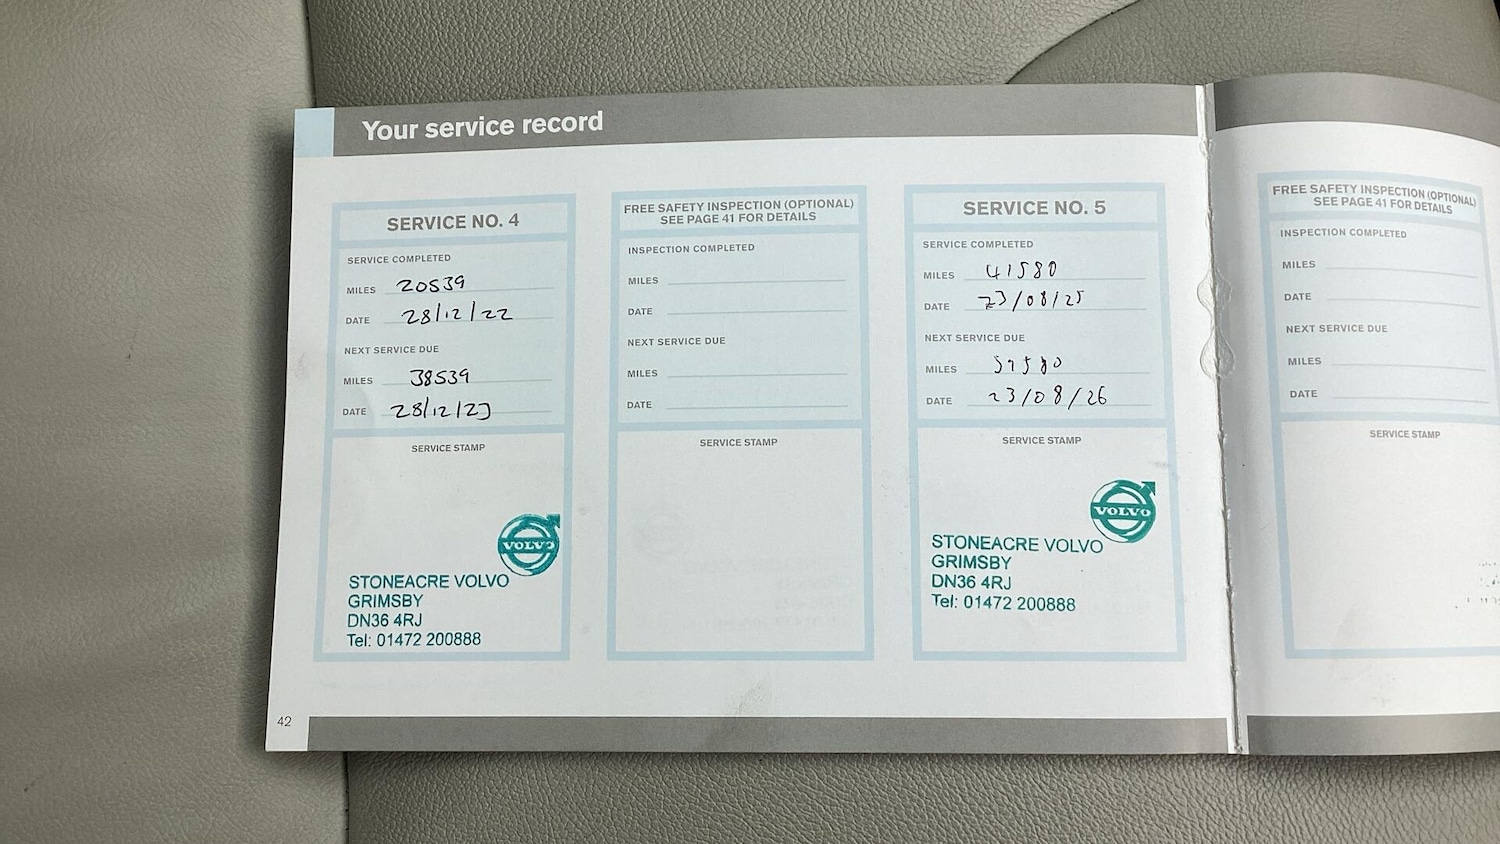 Your service record
SERVICE NO. 4
SERVICE COMPLETED
MILES 20539
DATE 28/12/22
NEXT SERVICE DUE
MILES 38539
DATE 28/12/23
SERVICE STAMP
VOLVO
STONEACRE VOLVO
GRIMSBY
DN36 4RJ
Tel: 01472 200888
FREE SAFETY INSPECTION (OPTIONAL)
SEE PAGE 41 FOR DETAILS
INSPECTION COMPLETED
MILES
DATE
NEXT SERVICE DUE
MILES
DATE
SERVICE STAMP
SERVICE NO. 5
SERVICE COMPLETED
MILES 41580
DATE 23/08/25
NEXT SERVICE DUE
MILES 59580
DATE 23/08/26
SERVICE STAMP
VOLVO
STONEACRE VOLVO
GRIMSBY
DN36 4RJ
Tel: 01472 200888
FREE SAFETY INSPECTION (OPTIONAL)
SEE PAGE 41 FOR DETAILS
INSPECTION COMPLETED
MILES
DATE
NEXT SERVICE DUE
MILES
DATE
SERVICE STAMP
42